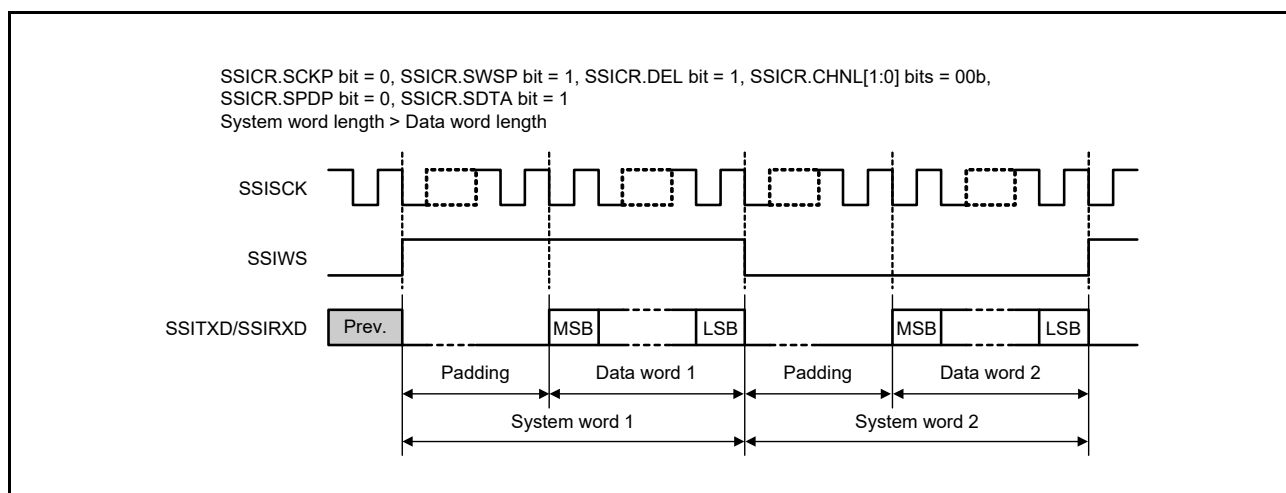 SSICR.SCKP bit = 0, SSICR.SWSP bit = 1, SSICR.DEL bit = 1, SSICR.CHNL[1:0] bits = 00b,
SSICR.SPDP bit = 0, SSICR.SDTA bit = 1
System word length > Data word length
SSISCK
SSIWS
SSITXD/SSIRXD Prev. MSB LSB MSB LSB
Padding Data word 1 Padding Data word 2
System word 1 System word 2